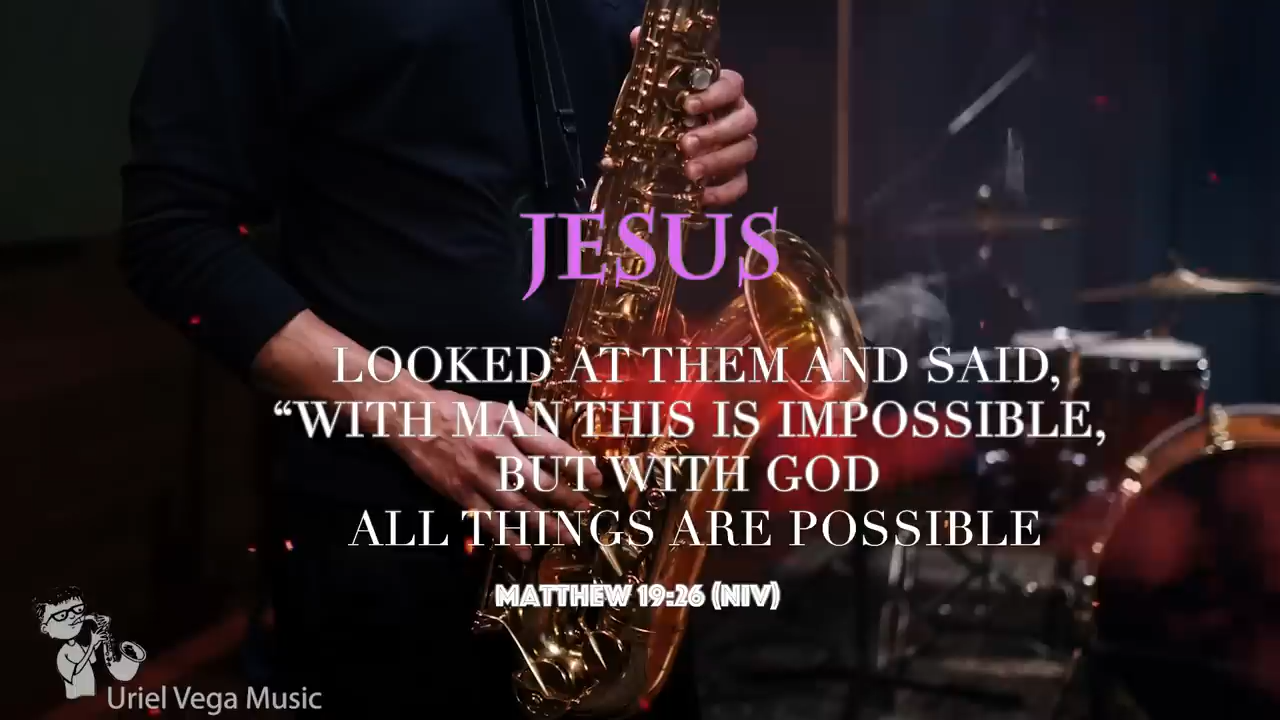 JESUS
LOOKED AT THEM AND SAID,
“WITH MAN THIS IS IMPOSSIBLE,
BUT WITH GOD
ALL THINGS ARE POSSIBLE
MATTHEW 19:26 (NIV)
Uriel Vega Music